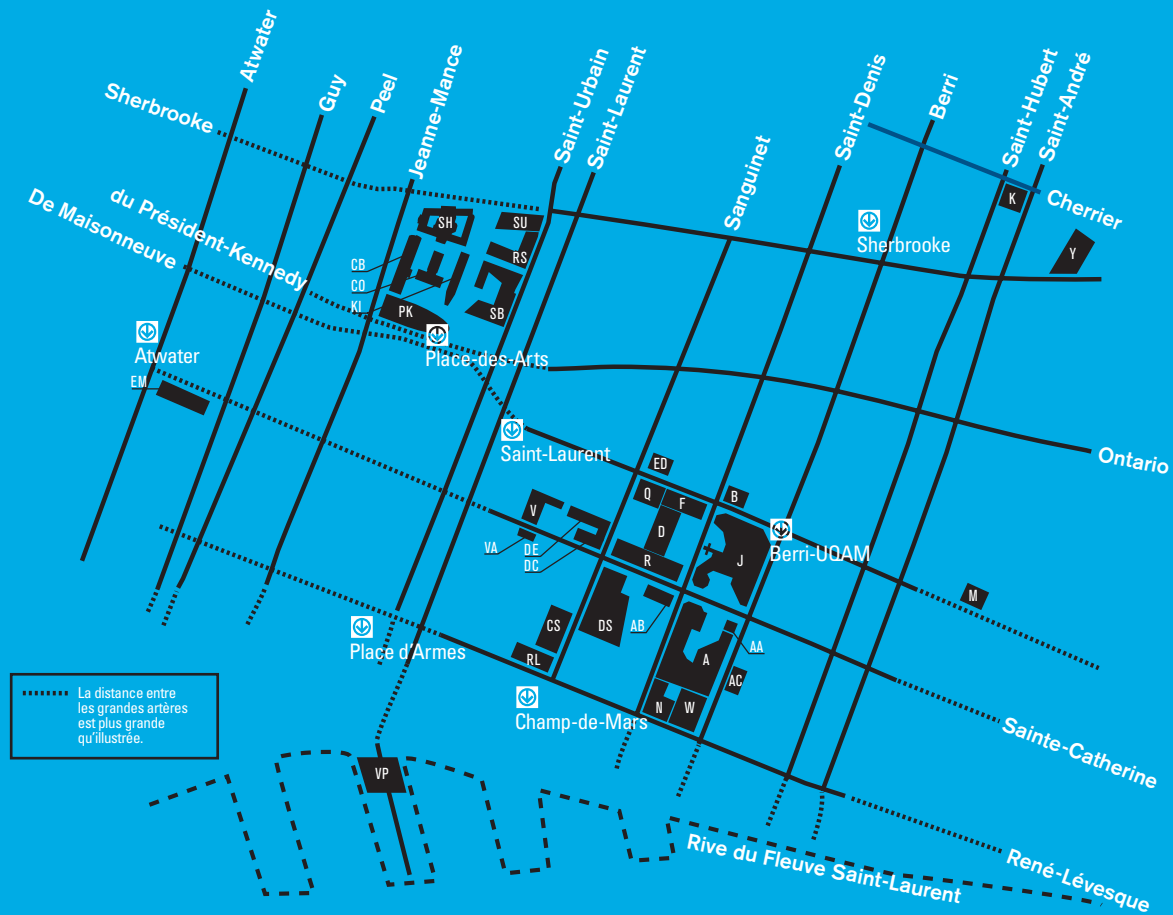 Atwater
Guy
Peel
Jeanne-Mance
Saint-Urbain
Saint-Laurent
Sanguinet
Saint-Denis
Berri
Saint-Hubert
Saint-André
Sherbrooke
du Président-Kennedy
De Maisonneuve
Cherrier
K
Y
Sherbrooke
SH
SU
RS
CB
CO
KI
PK
SB
Atwater
Place-des-Arts
EM
Saint-Laurent
Ontario
ED
Q
F
B
V
D
J
Berri-UQAM
VA
DE
DC
R
M
CS
DS
AB
AA
A
Place d'Armes
RL
AC
N
W
Champ-de-Mars
La distance entre
les grandes artères
est plus grande
qu'illustrée.
VP
Sainte-Catherine
René-Lévesque
Rive du Fleuve Saint-Laurent